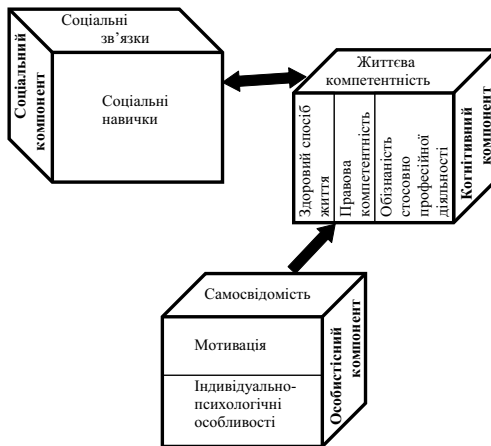 Соціальні
зв’язки
Соціальний
компонент
Соціальні
навички
Життєва
компетентність
Здоровий спосіб
життя
Правова
компетентність
Обізнаність
стосовно
професійної
діяльності
Когнітивний
компонент
Самосвідомість
Мотивація
Індивідуально-
психологічні
особливості
Особистісний
компонент